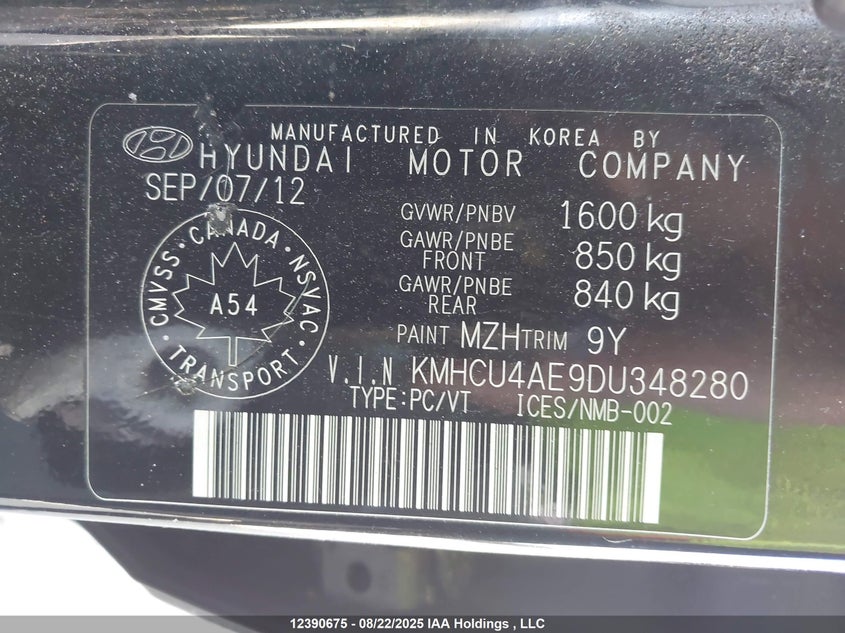 MANUFACTURED IN KOREA BY
HYUNDAI MOTOR COMPANY
SEP/07/12
GVWR/PNBV 1600 kg
GAWR/PNBE FRONT 850 kg
GAWR/PNBE REAR 840 kg
CMVSS · CANADA · NSVAC · TRANSPORT ·
A54
PAINT MZH TRIM 9Y
V.I.N KMHCU4AE9DU348280
TYPE:PC/VT ICES/NMB-002
12390675 - 08/22/2025 IAA Holdings , LLC